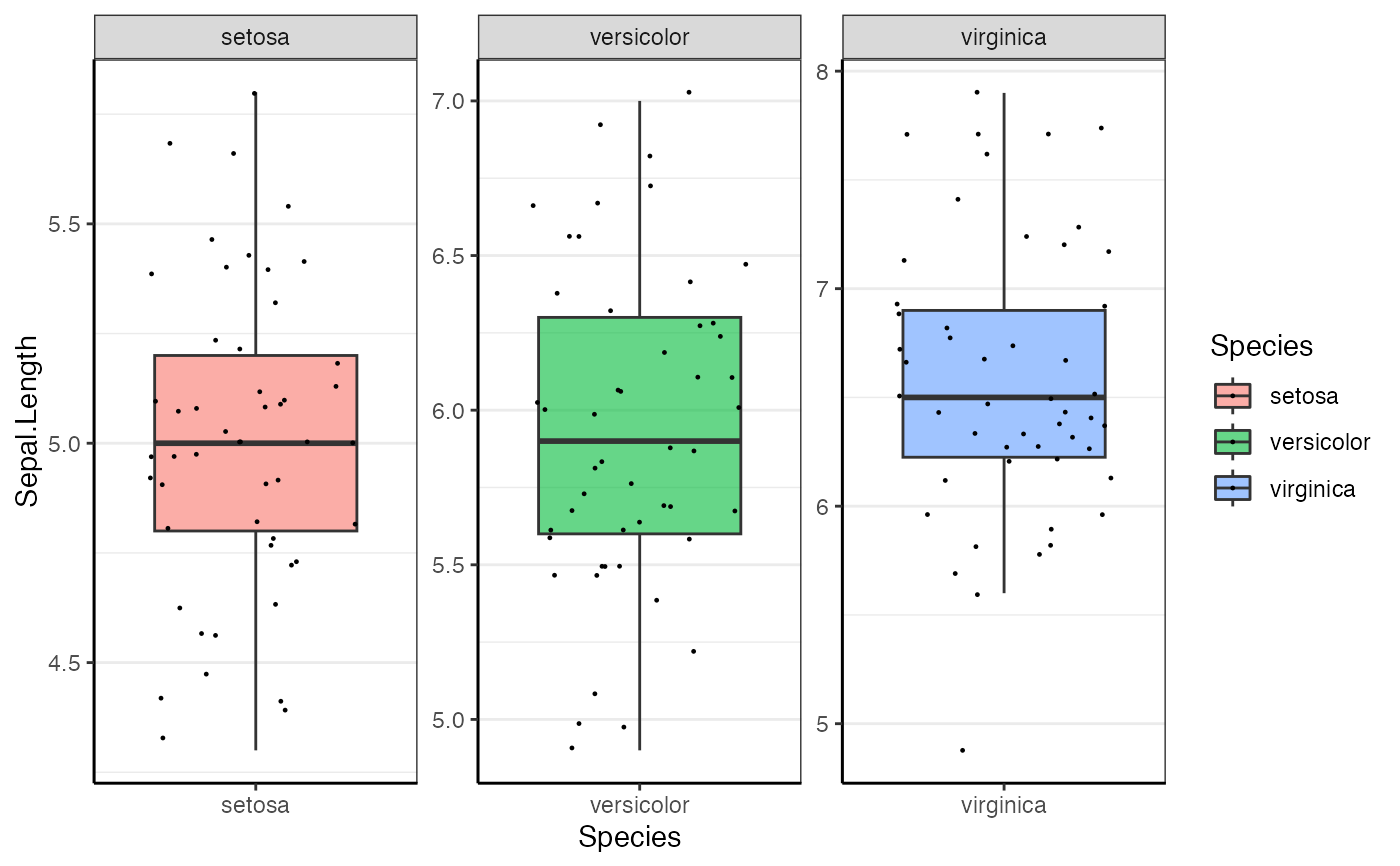 setosa
versicolor
virginica
Sepal.Length
5.5
5.0
4.5
7.0
6.5
6.0
5.5
5.0
8
7
6
5
setosa
versicolor
virginica
Species
Species
setosa
versicolor
virginica